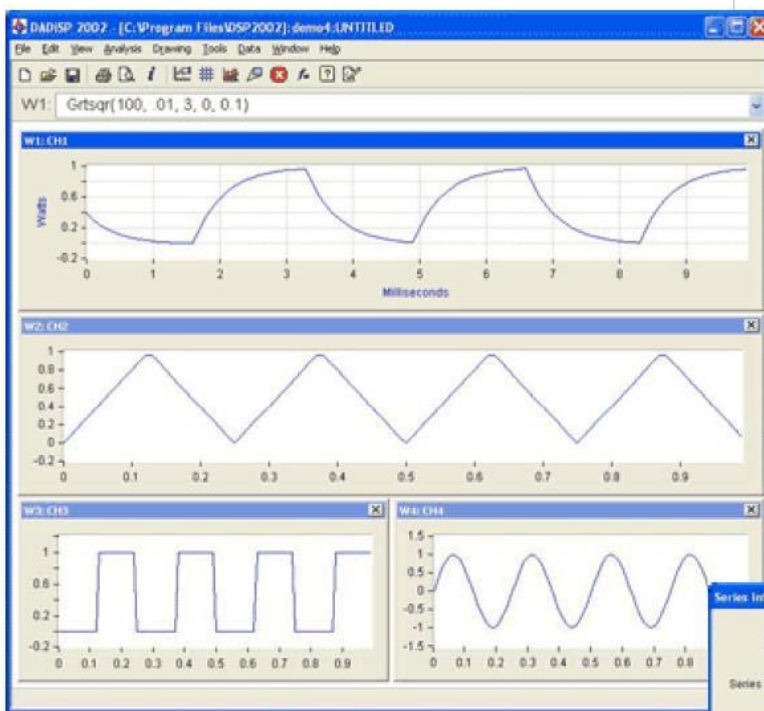 DADiSP 2002 - [C:\Program Files\DSP2002]: demo4:UNTITLED
File Edit View Analysis Drawing Tools Data Window Help
W1: Grtsqr(100, .01, 3, 0, 0.1)
W1: CH1
1
0.6
0.2
-0.2
Watts
0 1 2 3 4 5 6 7 8 9
Milliseconds
W2: CH2
1
0.8
0.6
0.4
0.2
0
-0.2
0 0.1 0.2 0.3 0.4 0.5 0.6 0.7 0.8 0.9
W3: CH3
1
0.6
0.2
-0.2
0 0.1 0.2 0.3 0.4 0.5 0.6 0.7 0.8 0.9
W4: CH4
1.5
1
0.5
0
-0.5
-1
-1.5
0 0.1 0.2 0.3 0.4 0.5 0.6 0.7 0.8
Series Int
Series